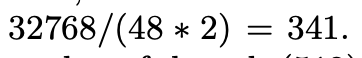 32768/(48 * 2) = 341.